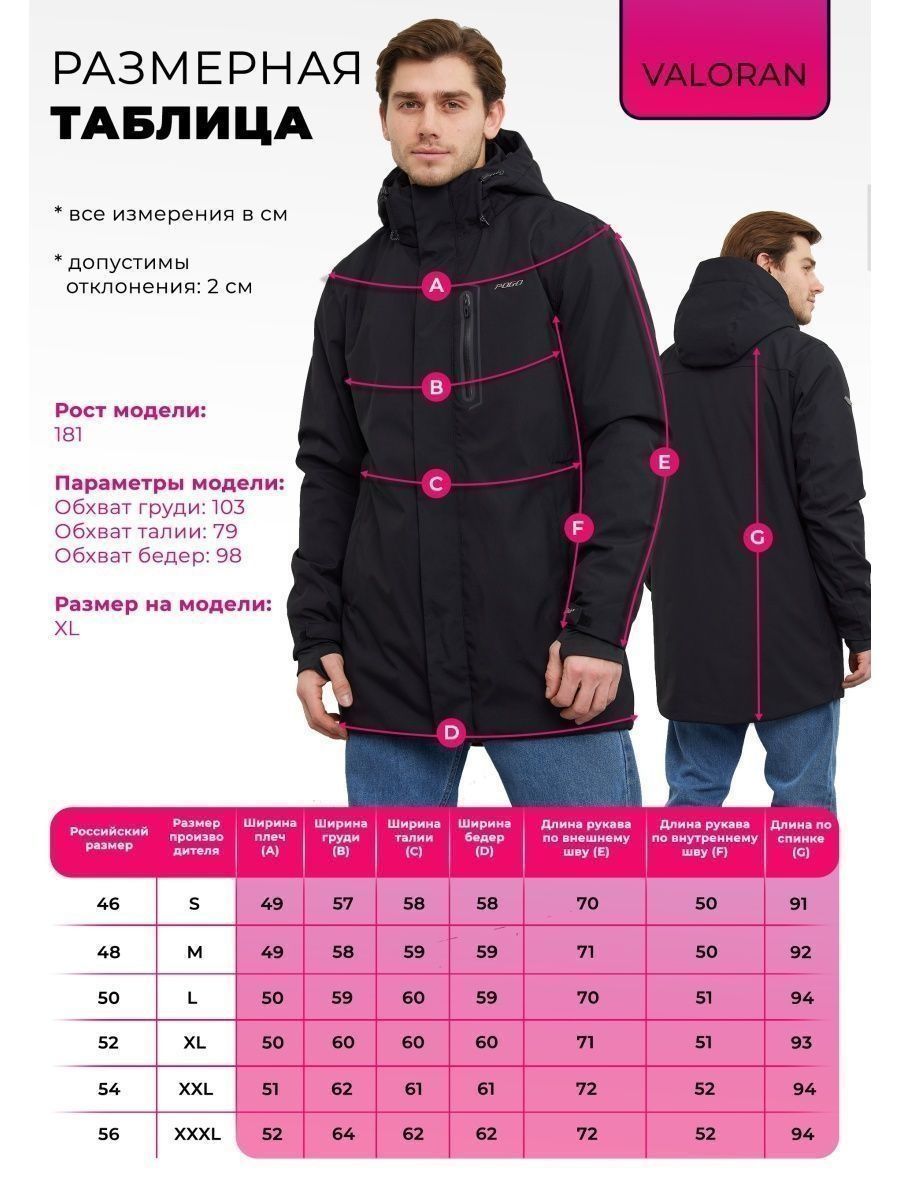 РАЗМЕРНАЯ
ТАБЛИЦА
VALORAN
* все измерения в см
* допустимы
отклонения: 2 см
Рост модели:
181
Параметры модели:
Обхват груди: 103
Обхват талии: 79
Обхват бедер: 98
Размер на модели:
XL
POGO
A
B
C
D
E
F
G
Российский
размер
Размер
произво
дителя
Ширина
плеч
(A)
Ширина
груди
(B)
Ширина
талии
(C)
Ширина
бедер
(D)
Длина рукава
по внешнему
шву (E)
Длина рукава
по внутреннему
шву (F)
Длина по
спинке
(G)
46 S 49 57 58 58 70 50 91
48 M 49 58 59 59 71 50 92
50 L 50 59 60 59 70 51 94
52 XL 50 60 60 60 71 51 93
54 XXL 51 62 61 61 72 52 94
56 XXXL 52 64 62 62 72 52 94